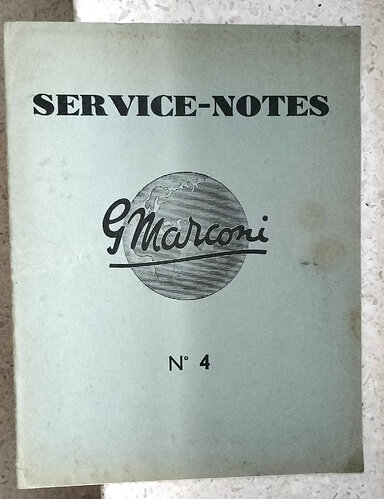 SERVICE-NOTES
G Marconi
N° 4